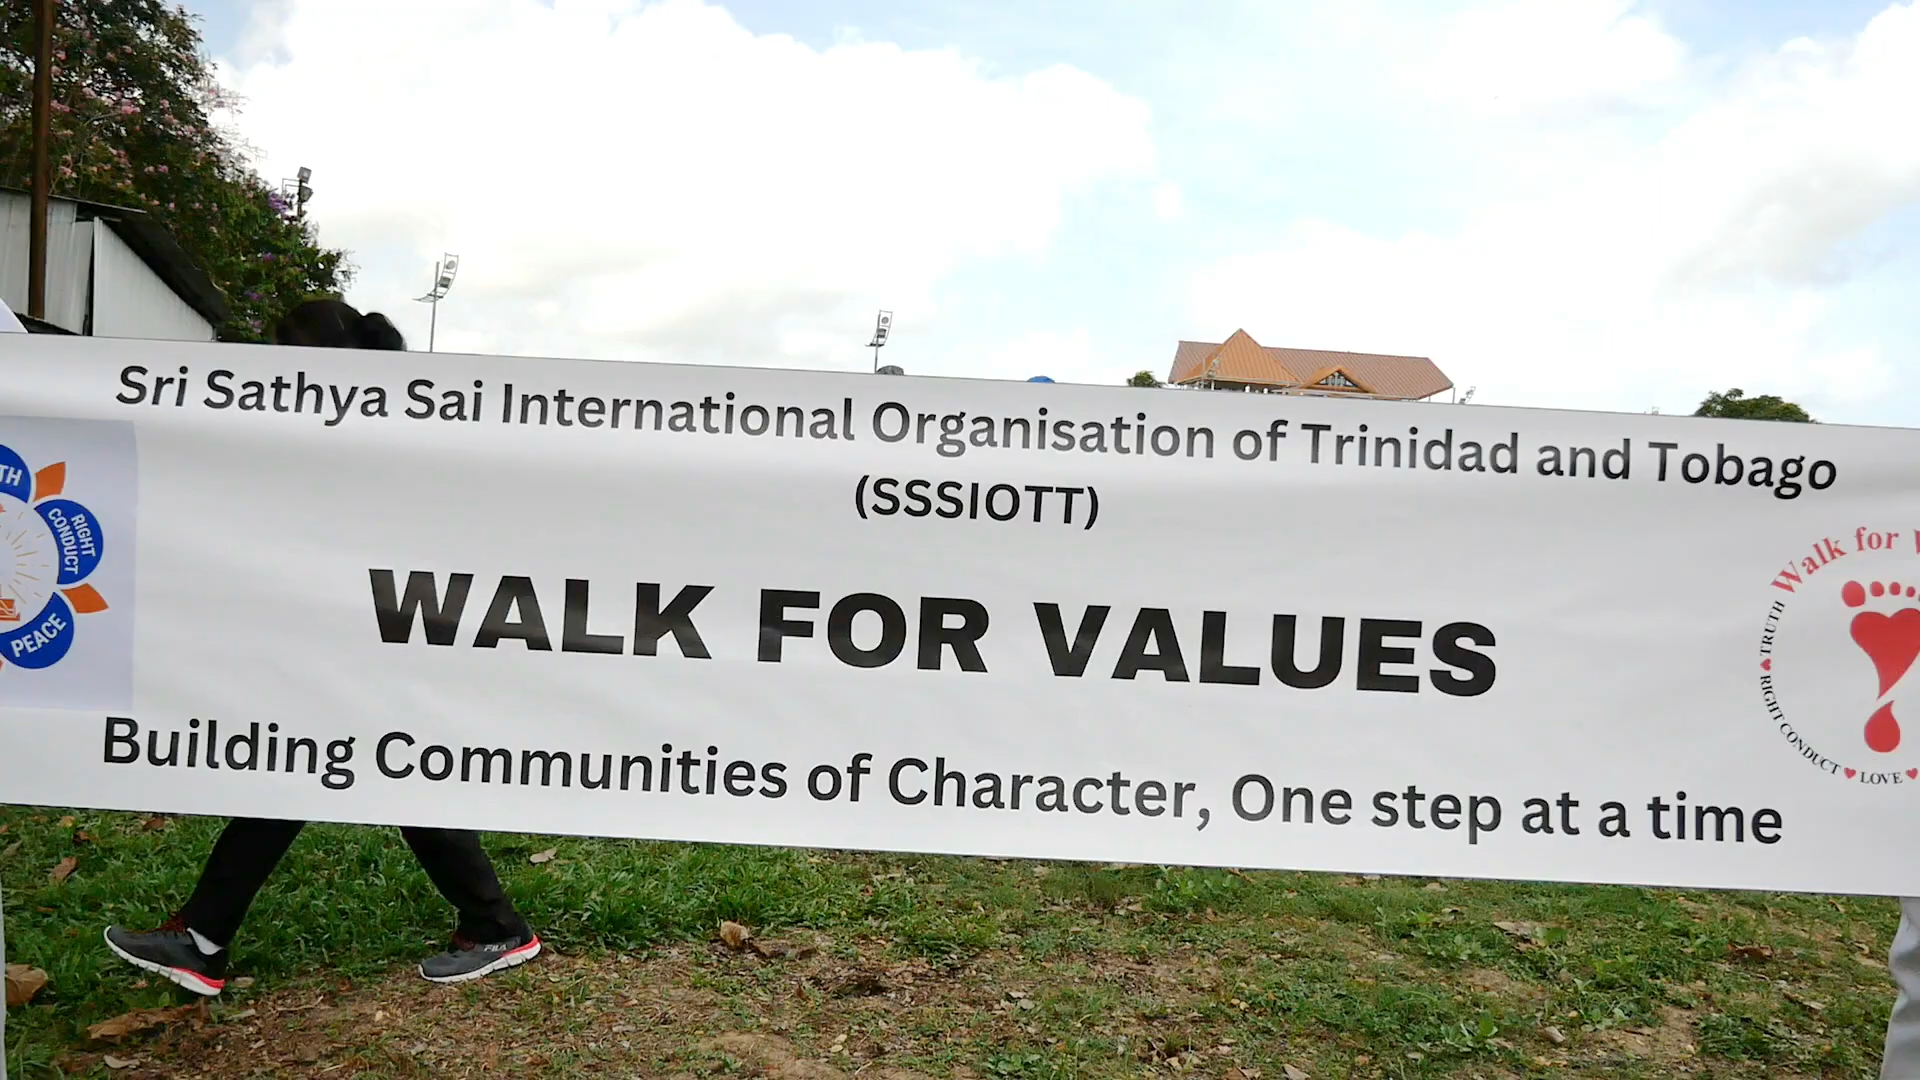 Sri Sathya Sai International Organisation of Trinidad and Tobago
(SSSIOTT)
WALK FOR VALUES
Building Communities of Character, One step at a time
RIGHT
CONDUCT
PEACE
Walk for
TRUTH ♥ RIGHT CONDUCT ♥ LOVE ♥
FILA